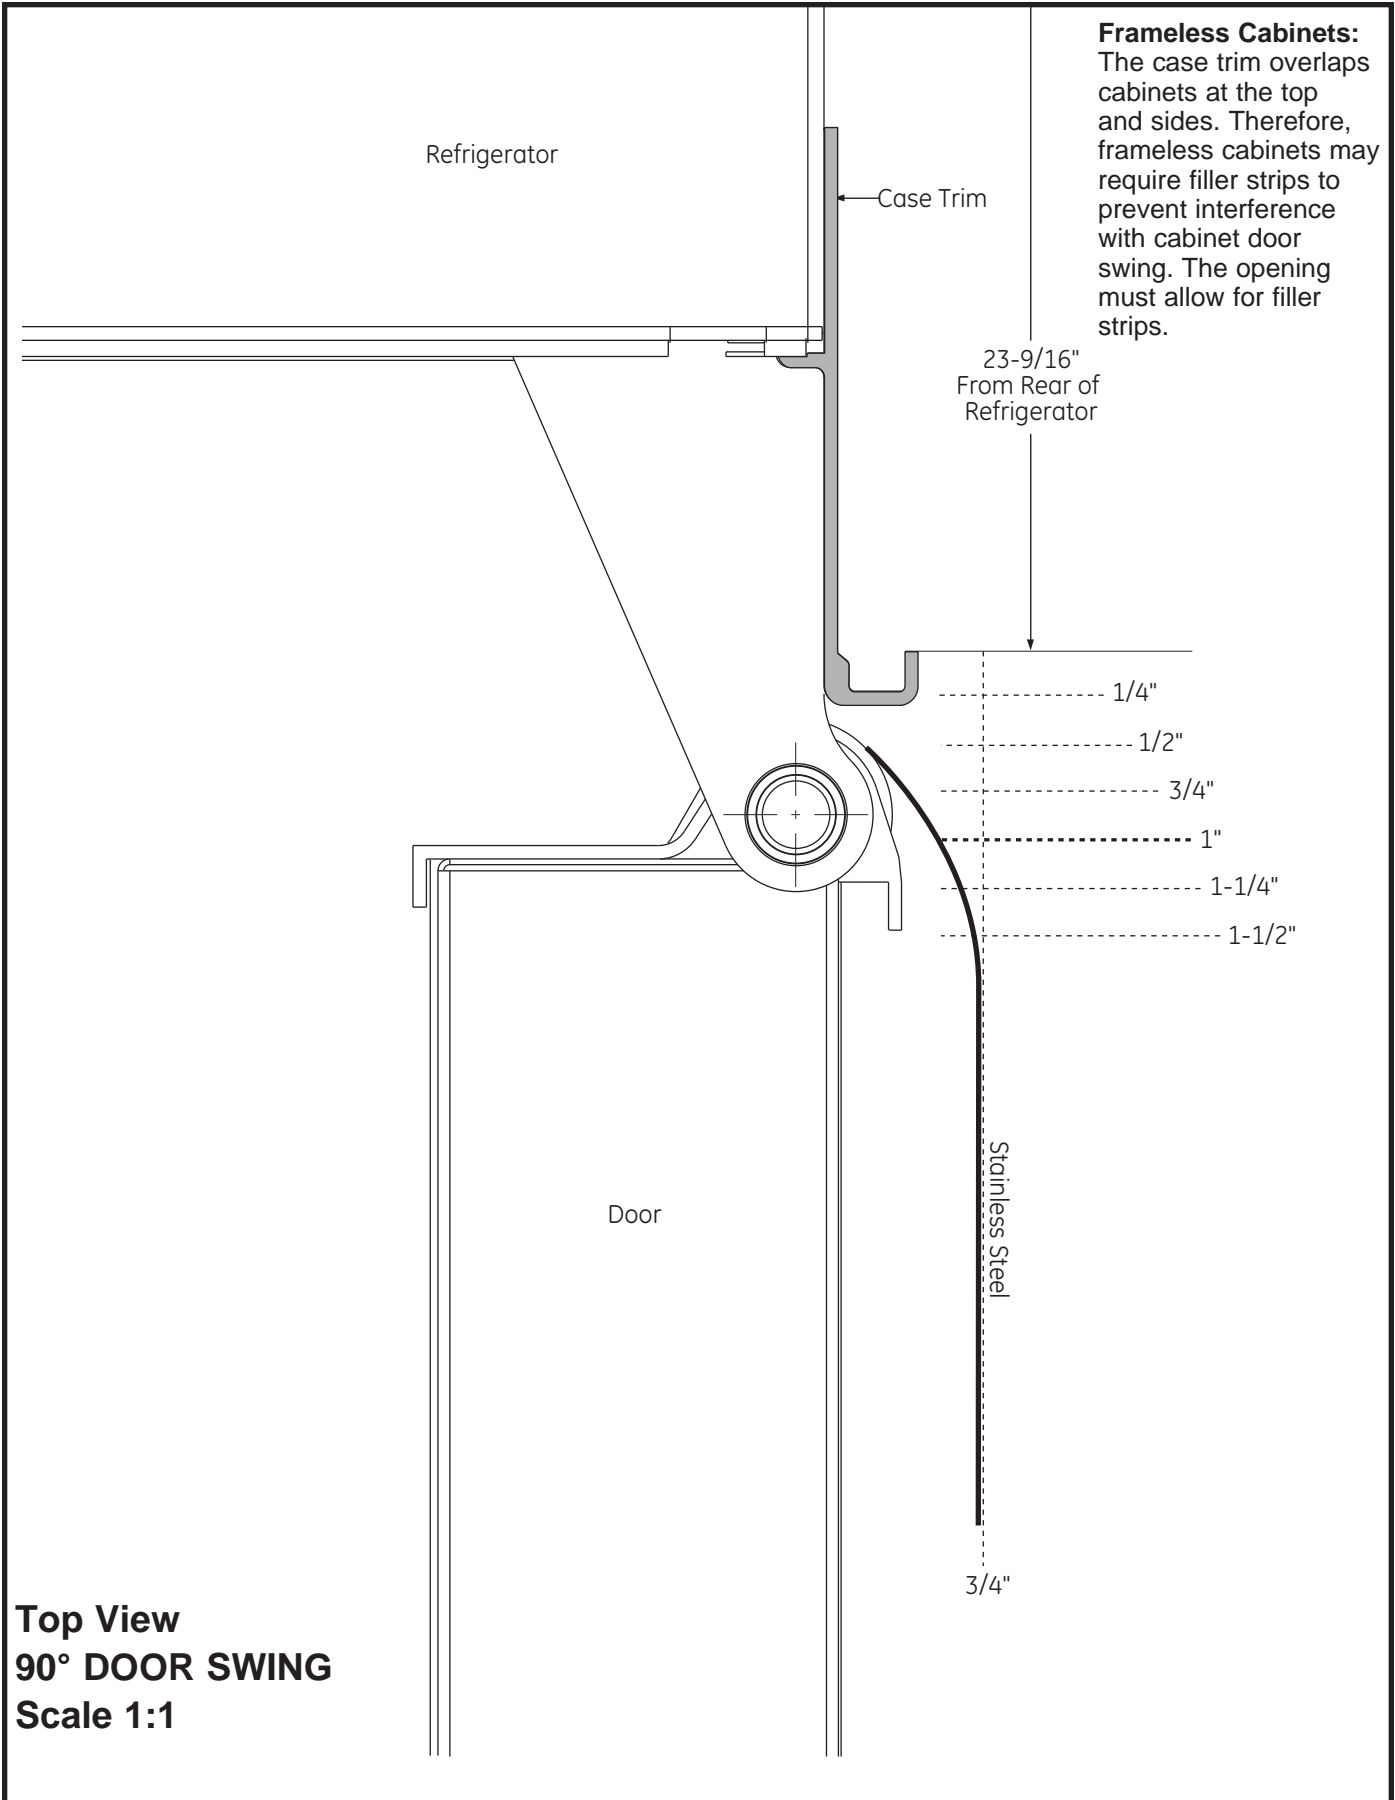 Frameless Cabinets:
The case trim overlaps
cabinets at the top
and sides. Therefore,
frameless cabinets may
require filler strips to
prevent interference
with cabinet door
swing. The opening
must allow for filler
strips.
Refrigerator
Case Trim
23-9/16"
From Rear of
Refrigerator
1/4"
1/2"
3/4"
1"
1-1/4"
1-1/2"
Stainless Steel
Door
3/4"
Top View
90° DOOR SWING
Scale 1:1